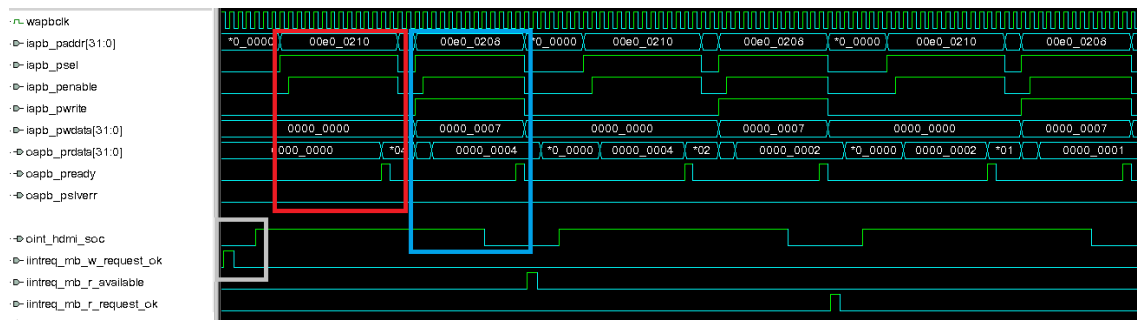 wapbclk
iapb_paddr[31:0] *0_0000 00e0_0210 00e0_0208 *0_0000 00e0_0210 00e0_0208 *0_0000 00e0_0210 00e0_0208
iapb_psel
iapb_penable
iapb_pwrite
iapb_pwdata[31:0] 0000_0000 0000_0007 0000_0000 0000_0007 0000_0000 0000_0007
oapb_prdata[31:0] 0000_0000 *04 0000_0004 *0_0000 0000_0004 *02 0000_0002 *0_0000 0000_0002 *01 0000_0001
oapb_pready
oapb_pslverr
oint_hdmi_soc
iintreq_mb_w_request_ok
iintreq_mb_r_available
iintreq_mb_r_request_ok